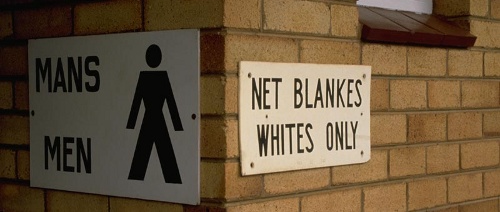 MANS
MEN
NET BLANKES
WHITES ONLY